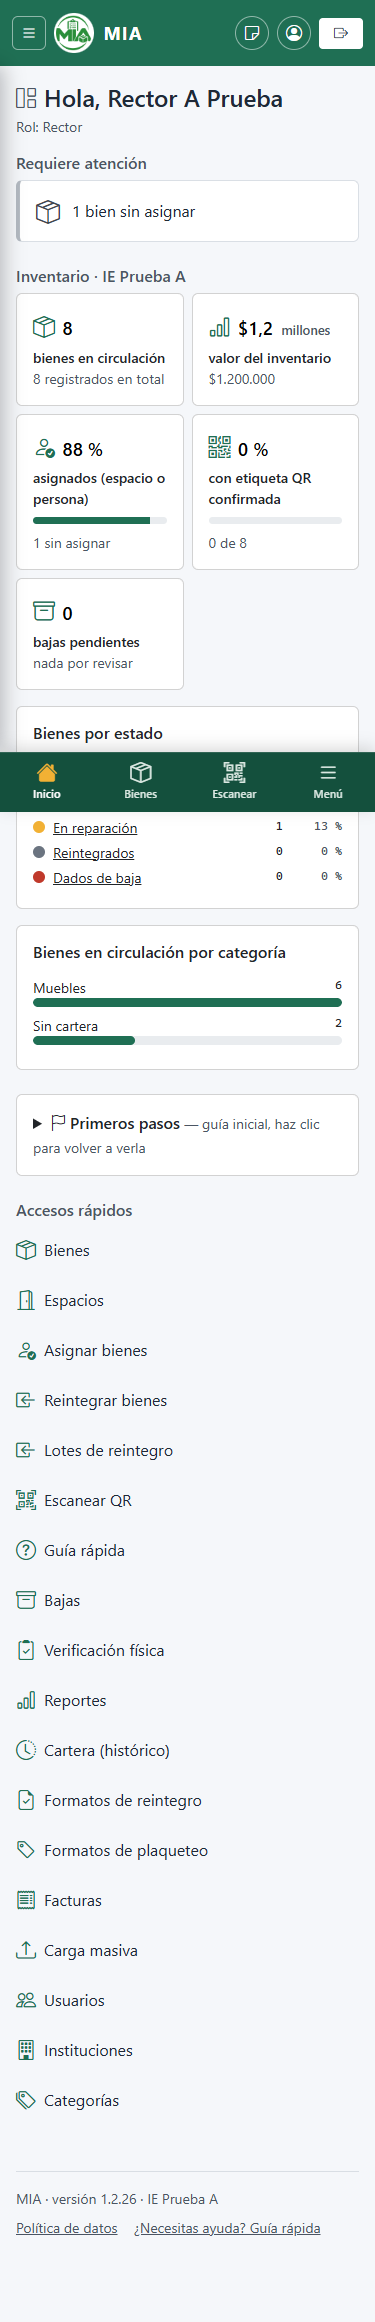 MIA
Hola, Rector A Prueba
Rol: Rector
Requiere atención
1 bien sin asignar
Inventario · IE Prueba A
8
bienes en circulación
8 registrados en total
$1,2 millones
valor del inventario
$1.200.000
88 %
asignados (espacio o
persona)
1 sin asignar
0 %
con etiqueta QR
confirmada
0 de 8
0
bajas pendientes
nada por revisar
Bienes por estado
Inicio
Bienes
Escanear
Menú
En reparación 1 13 %
Reintegrados 0 0 %
Dados de baja 0 0 %
Bienes en circulación por categoría
Muebles 6
Sin cartera 2
Primeros pasos — guía inicial, haz clic
para volver a verla
Accesos rápidos
Bienes
Espacios
Asignar bienes
Reintegrar bienes
Lotes de reintegro
Escanear QR
Guía rápida
Bajas
Verificación física
Reportes
Cartera (histórico)
Formatos de reintegro
Formatos de plaqueteo
Facturas
Carga masiva
Usuarios
Instituciones
Categorías
MIA · versión 1.2.26 · IE Prueba A
Política de datos ¿Necesitas ayuda? Guía rápida